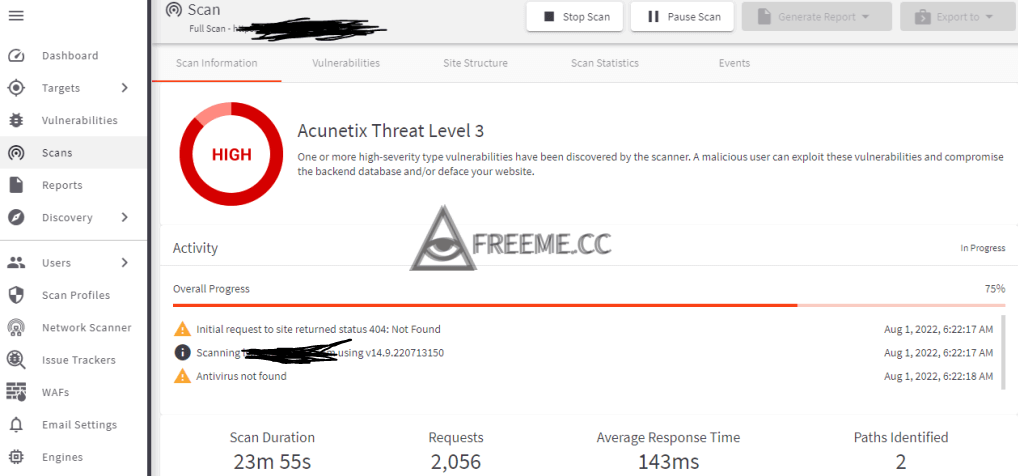 Scan
Full Scan -
Stop Scan
Pause Scan
Generate Report
Export to
Dashboard
Targets
Vulnerabilities
Scans
Reports
Discovery
Users
Scan Profiles
Network Scanner
Issue Trackers
WAFs
Email Settings
Engines
Scan Information
Vulnerabilities
Site Structure
Scan Statistics
Events
HIGH
Acunetix Threat Level 3
One or more high-severity type vulnerabilities have been discovered by the scanner. A malicious user can exploit these vulnerabilities and compromise
the backend database and/or deface your website.
FREEME.CC
Activity
In Progress
Overall Progress
75%
Initial request to site returned status 404: Not Found
Aug 1, 2022, 6:22:17 AM
Scanning using v14.9.220713150
Aug 1, 2022, 6:22:17 AM
Antivirus not found
Aug 1, 2022, 6:22:18 AM
Scan Duration
23m 55s
Requests
2,056
Average Response Time
143ms
Paths Identified
2